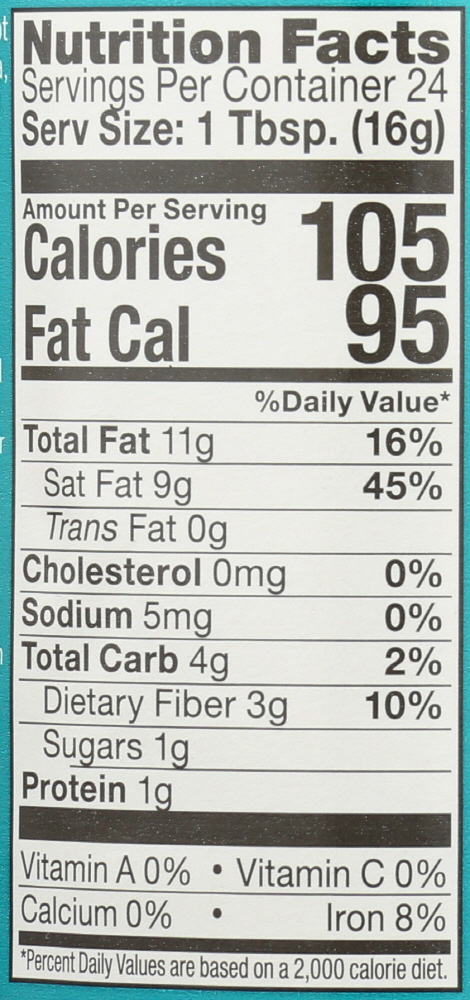 Nutrition Facts
Servings Per Container 24
Serv Size: 1 Tbsp. (16g)
Amount Per Serving
Calories 105
Fat Cal 95
%Daily Value*
Total Fat 11g 16%
Sat Fat 9g 45%
Trans Fat 0g
Cholesterol 0mg 0%
Sodium 5mg 0%
Total Carb 4g 2%
Dietary Fiber 3g 10%
Sugars 1g
Protein 1g
Vitamin A 0% • Vitamin C 0%
Calcium 0% • Iron 8%
*Percent Daily Values are based on a 2,000 calorie diet.